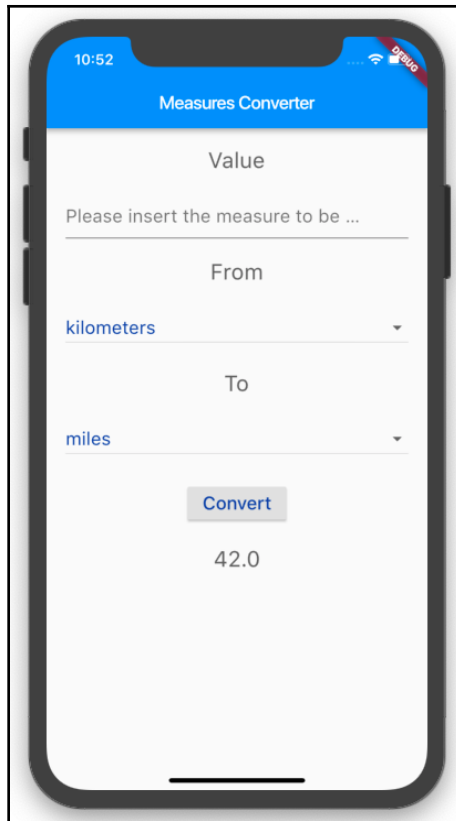 10:52
DEBUG
Measures Converter
Value
Please insert the measure to be ...
From
kilometers
To
miles
Convert
42.0